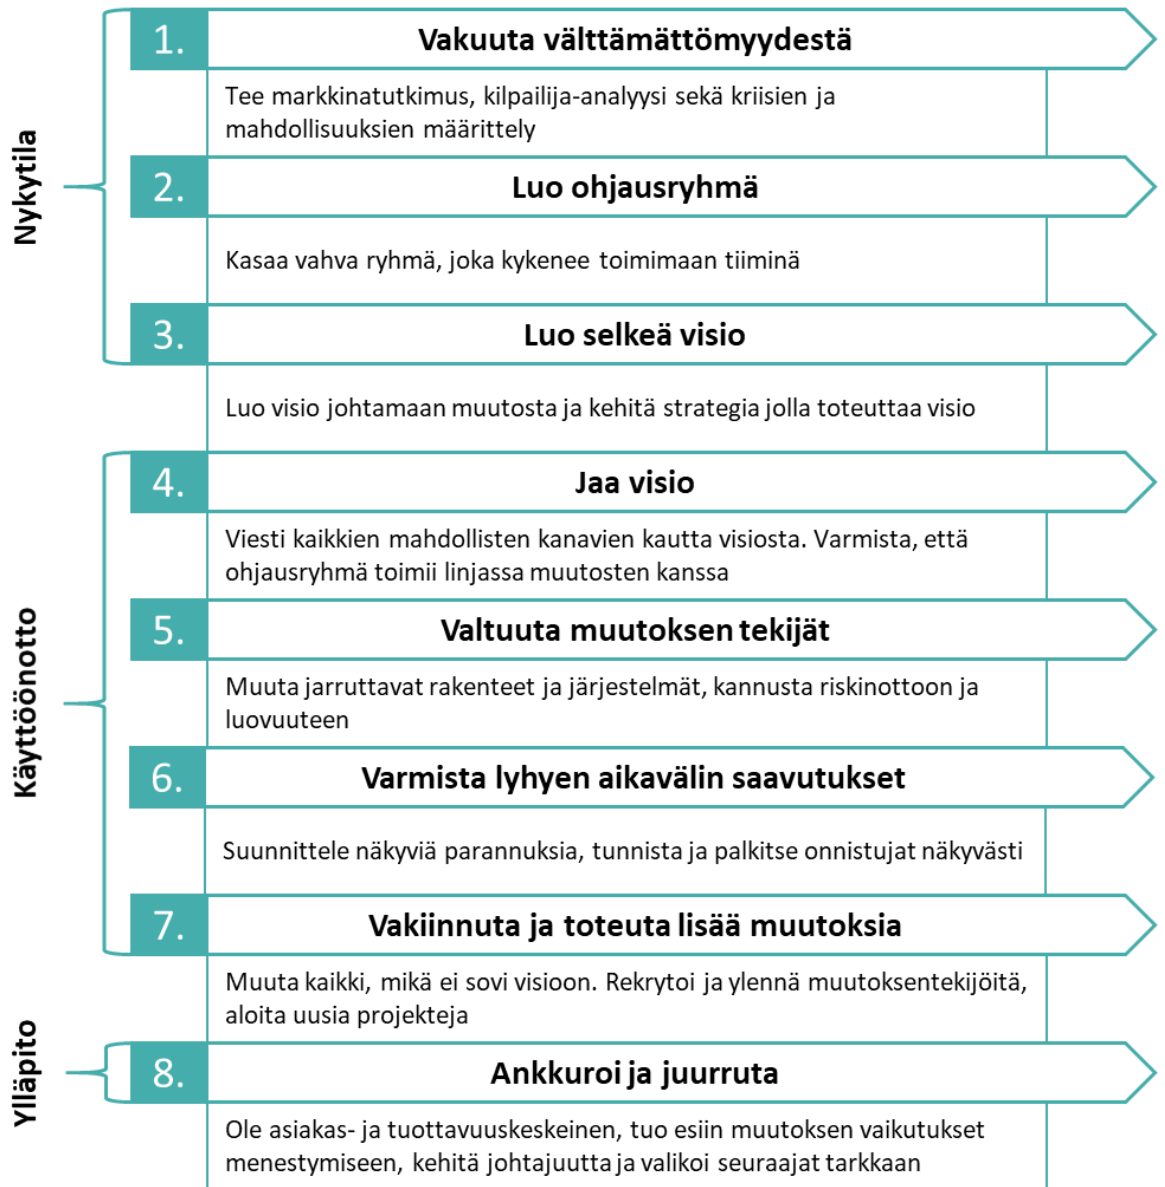 Nykytila
1.
Vakuuta välttämättömyydestä
Tee markkinatutkimus, kilpailija-analyysi sekä kriisien ja
mahdollisuuksien määrittely
2.
Luo ohjausryhmä
Kasaa vahva ryhmä, joka kykenee toimimaan tiiminä
3.
Luo selkeä visio
Luo visio johtamaan muutosta ja kehitä strategia jolla toteuttaa visio
Käyttöönotto
4.
Jaa visio
Viesti kaikkien mahdollisten kanavien kautta visiosta. Varmista, että
ohjausryhmä toimii linjassa muutosten kanssa
5.
Valtuuta muutoksen tekijät
Muuta jarruttavat rakenteet ja järjestelmät, kannusta riskinottoon ja
luovuuteen
6.
Varmista lyhyen aikavälin saavutukset
Suunnittele näkyviä parannuksia, tunnista ja palkitse onnistujat näkyvästi
7.
Vakiinnuta ja toteuta lisää muutoksia
Muuta kaikki, mikä ei sovi visioon. Rekrytoi ja ylennä muutoksentekijöitä,
aloita uusia projekteja
Ylläpito
8.
Ankkuroi ja juurruta
Ole asiakas- ja tuottavuuskeskeinen, tuo esiin muutoksen vaikutukset
menestymiseen, kehitä johtajuutta ja valikoi seuraajat tarkkaan